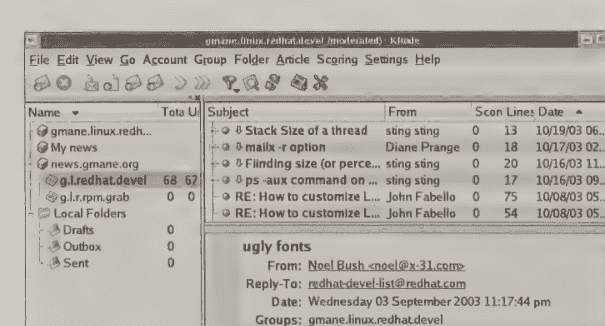 gmane.linux.redhat.devel (moderated) - KNode
File Edit View Go Account Group Folder Article Scoring Settings Help
Name Tota U
gmane.linux.redh...
My news
news.gmane.org
g.l.redhat.devel 68 67
g.l.r.rpm.grab 0 0
Local Folders
Drafts 0
Outbox 0
Sent 0
Subject From Scor Lines Date
Stack Size of a thread sting sting 0 13 10/19/03 06...
mailx -r option Diane Prange 0 18 10/17/03 02...
Flinding size (or perce... sting sting 0 20 10/16/03 11...
ps -aux command on ... sting sting 0 17 10/16/03 09...
RE: How to customize L... John Fabello 0 75 10/08/03 05...
RE: How to customize L... John Fabello 0 54 10/08/03 05...
ugly fonts
From: Noel Bush <noel@x-31.com>
Reply-To: redhat-devel-list@redhat.com
Date: Wednesday 03 September 2003 11:17:44 pm
Groups: gmane.linux.redhat.devel